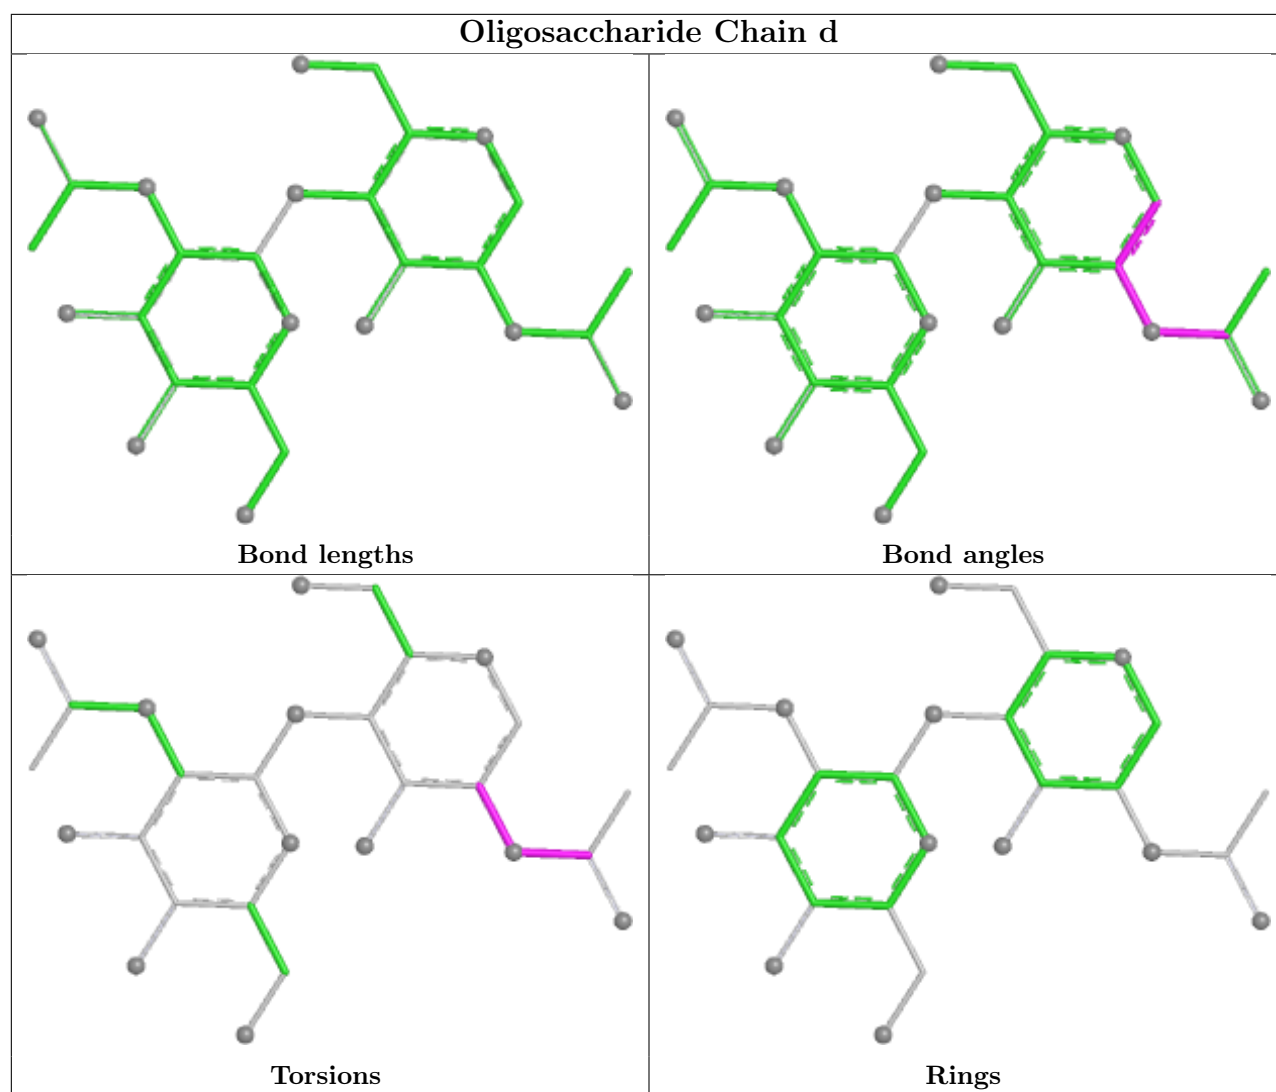 Oligosaccharide Chain d
Bond lengths
Bond angles
Torsions
Rings